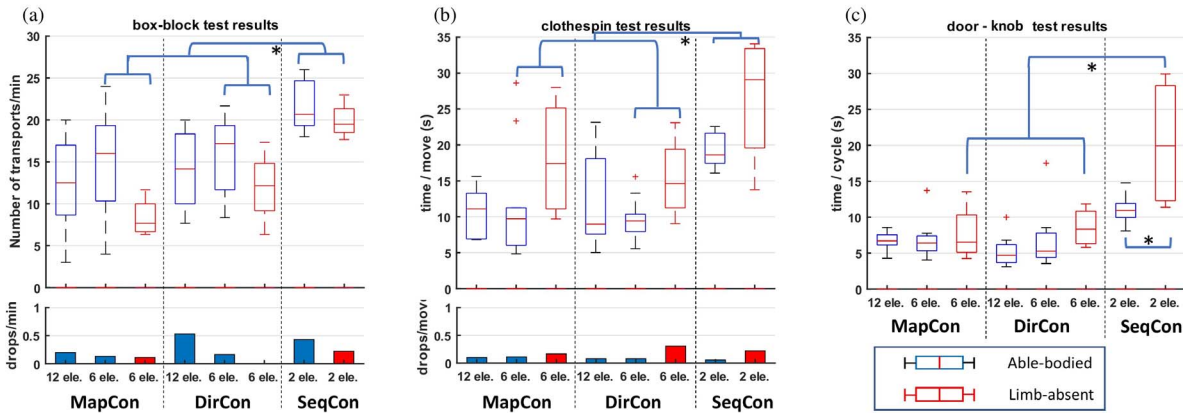 (a)
box-block test results
*
Number of transports/min
30
25
20
15
10
5
0
drops/min
1
0.5
0
12 ele. 6 ele. 6 ele. 12 ele. 6 ele. 6 ele. 2 ele. 2 ele.
MapCon DirCon SeqCon
(b)
clothespin test results
*
time / move (s)
35
30
25
20
15
10
5
0
drops/move
1
0.5
0
12 ele. 6 ele. 6 ele. 12 ele. 6 ele. 6 ele. 2 ele. 2 ele.
MapCon DirCon SeqCon
(c)
door - knob test results
*
*
time / cycle (s)
35
30
25
20
15
10
5
0
12 ele. 6 ele. 6 ele. 12 ele. 6 ele. 6 ele. 2 ele. 2 ele.
MapCon DirCon SeqCon
Able-bodied
Limb-absent